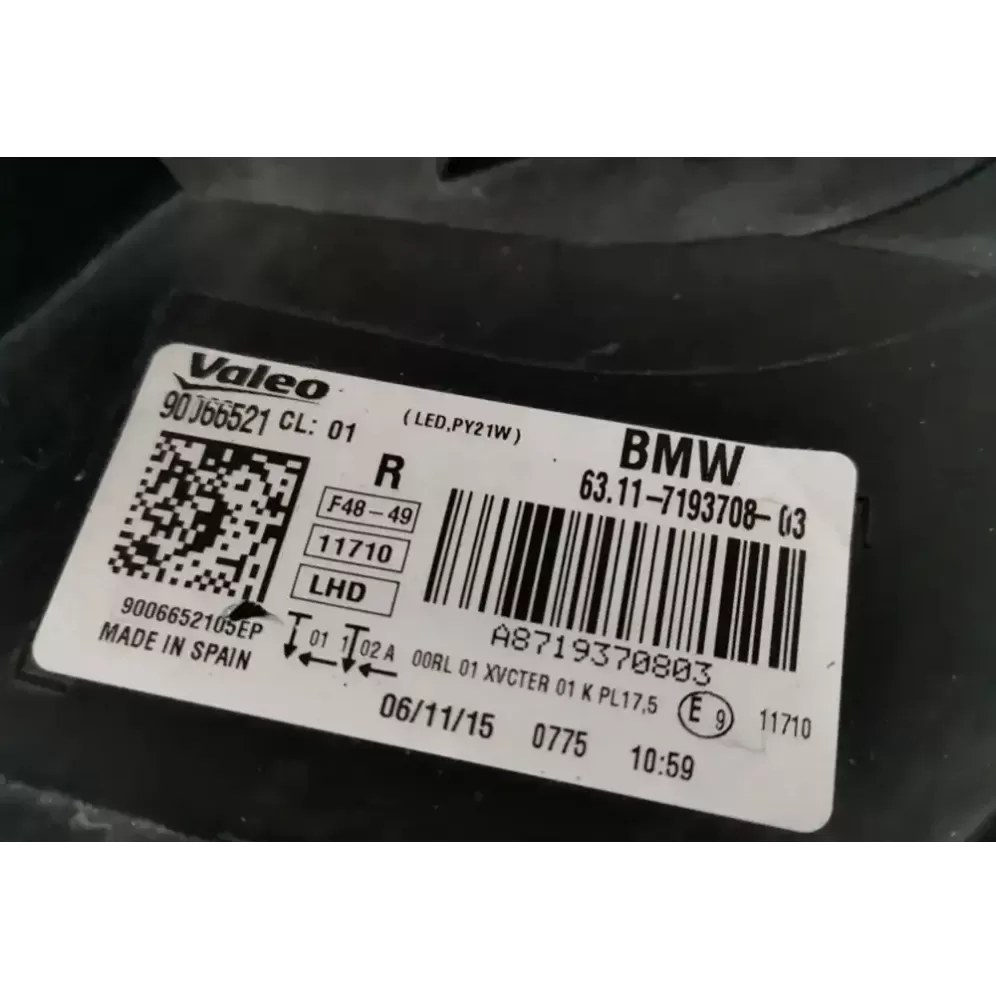 Valeo
90066521 CL: 01
(LED,PY21W)
BMW
63.11-7193708-03
R
F48-49
11710
LHD
A8719370803
9006652105EP
MADE IN SPAIN
01 1 02 A 00RL 01 XVCTER 01 K PL17,5 E 9 11710
06/11/15 0775 10:59